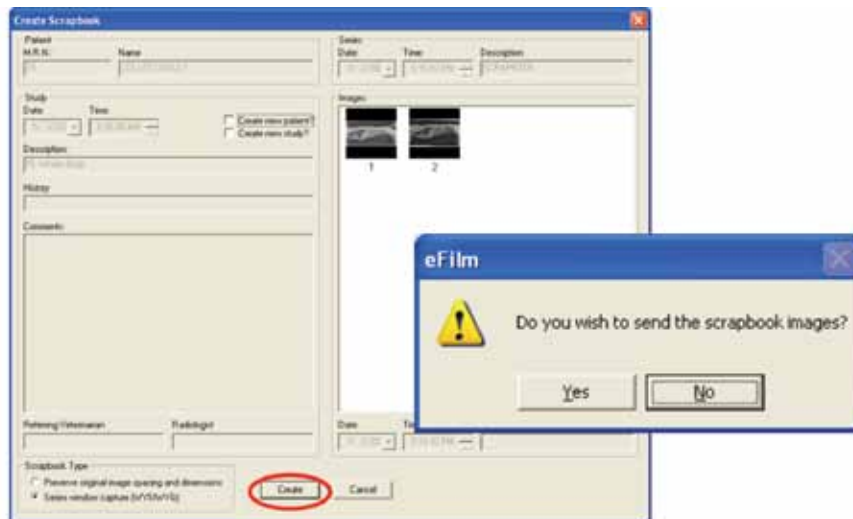 Create Scrapbook
Patient
M.R.N.
Name
Series
Date
Time
Description
Study
Date
Time
Create new patient?
Create new study?
Description
History
Comments
Images
1
2
eFilm
Do you wish to send the scrapbook images?
Yes
No
Referring Veterinarian
Radiologist
Date
Scrapbook Type
Preserve original image spacing and dimensions
Series window capture
Create
Cancel